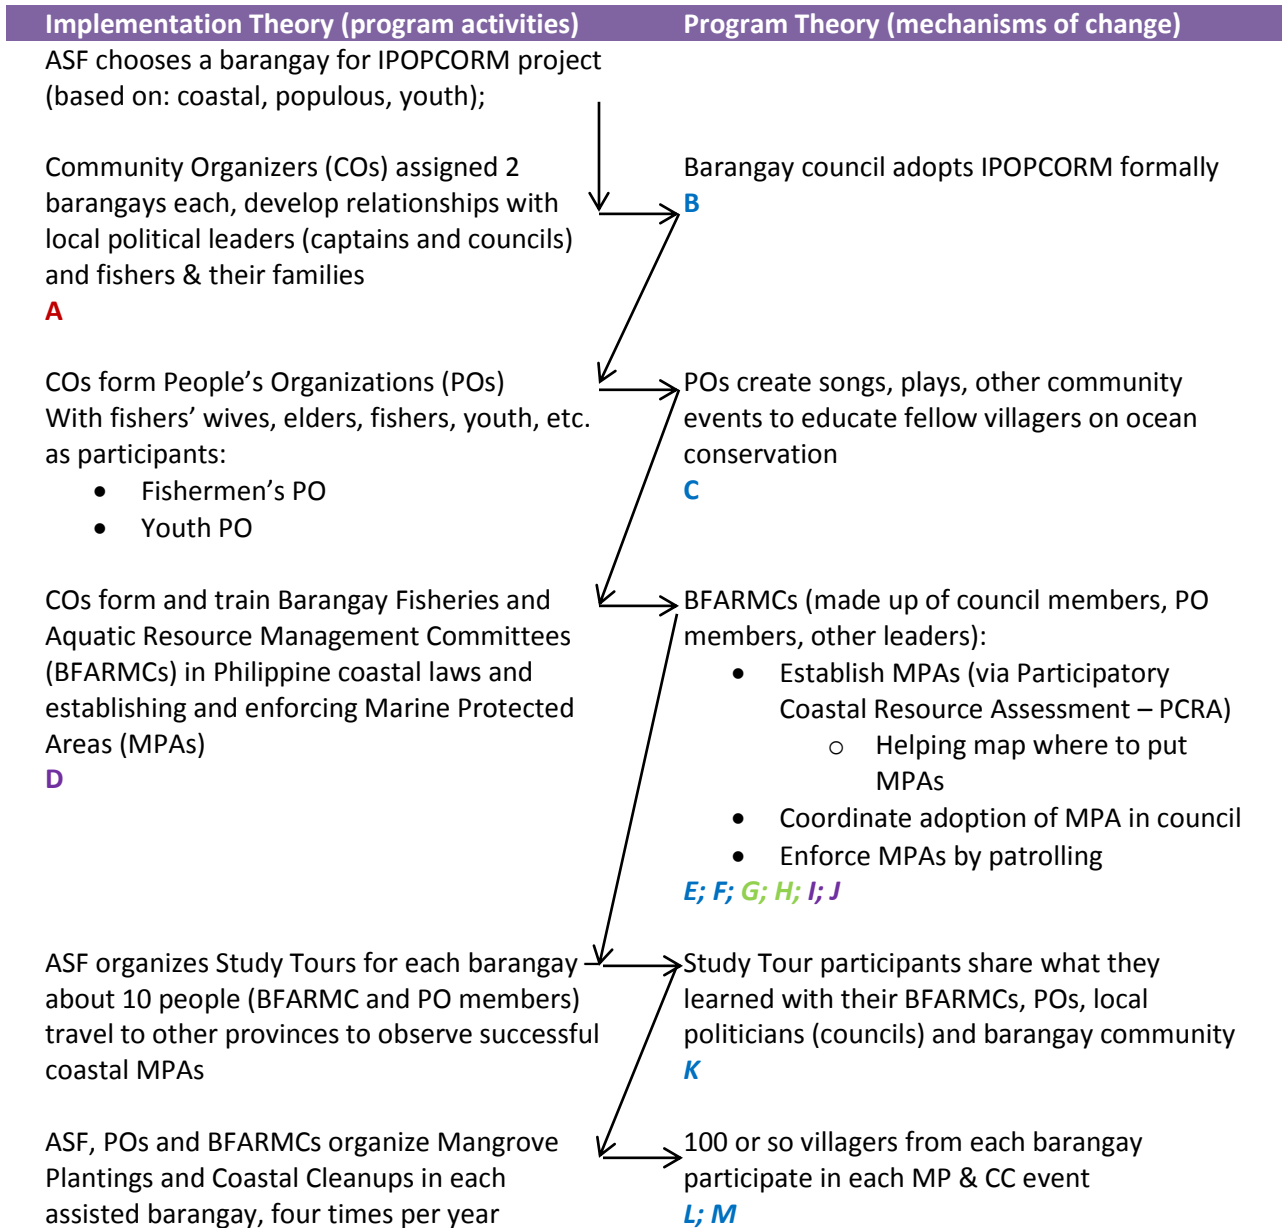 Implementation Theory (program activities)
Program Theory (mechanisms of change)
ASF chooses a barangay for IPOPCORM project
(based on: coastal, populous, youth);
Community Organizers (COs) assigned 2
barangays each, develop relationships with
local political leaders (captains and councils)
and fishers & their families
A
Barangay council adopts IPOPCORM formally
B
COs form People’s Organizations (POs)
With fishers’ wives, elders, fishers, youth, etc.
as participants:
• Fishermen’s PO
• Youth PO
POs create songs, plays, other community
events to educate fellow villagers on ocean
conservation
C
COs form and train Barangay Fisheries and
Aquatic Resource Management Committees
(BFARMCs) in Philippine coastal laws and
establishing and enforcing Marine Protected
Areas (MPAs)
D
BFARMCs (made up of council members, PO
members, other leaders):
• Establish MPAs (via Participatory
Coastal Resource Assessment – PCRA)
o Helping map where to put
MPAs
• Coordinate adoption of MPA in council
• Enforce MPAs by patrolling
E; F; G; H; I; J
ASF organizes Study Tours for each barangay –
about 10 people (BFARMC and PO members)
travel to other provinces to observe successful
coastal MPAs
Study Tour participants share what they
learned with their BFARMCs, POs, local
politicians (councils) and barangay community
K
ASF, POs and BFARMCs organize Mangrove
Plantings and Coastal Cleanups in each
assisted barangay, four times per year
100 or so villagers from each barangay
participate in each MP & CC event
L; M